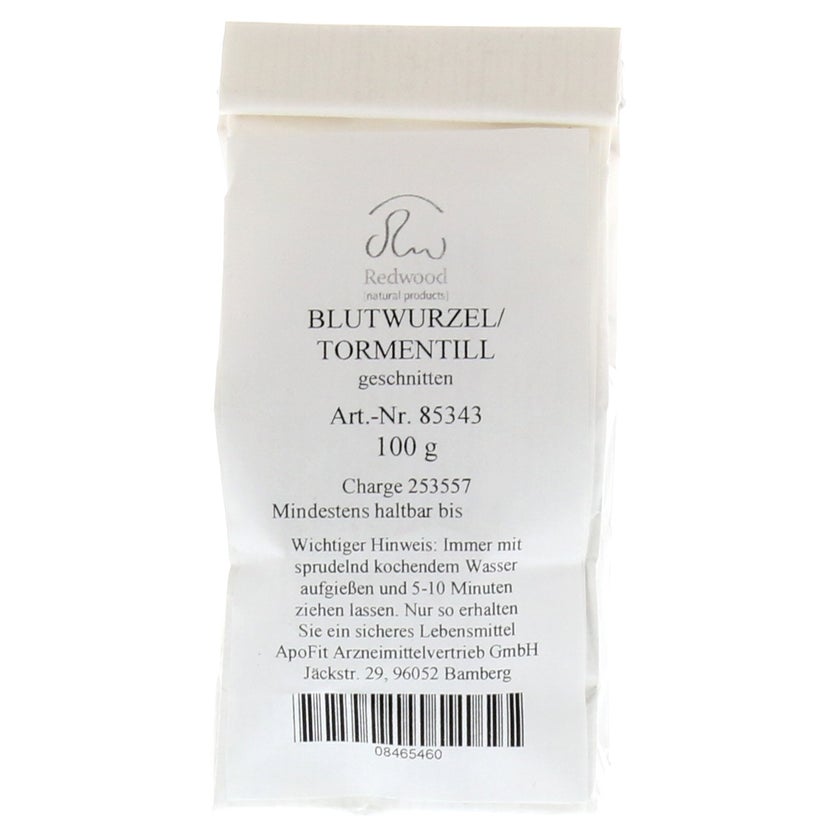 Redwood
[natural products]
BLUTWURZEL/
TORMENTILL
geschnitten
Art.-Nr. 85343
100 g
Charge 253557
Mindestens haltbar bis
Wichtiger Hinweis: Immer mit
sprudelnd kochendem Wasser
aufgießen und 5-10 Minuten
ziehen lassen. Nur so erhalten
Sie ein sicheres Lebensmittel
ApoFit Arzneimittelvertrieb GmbH
Jäckstr. 29, 96052 Bamberg
08465460